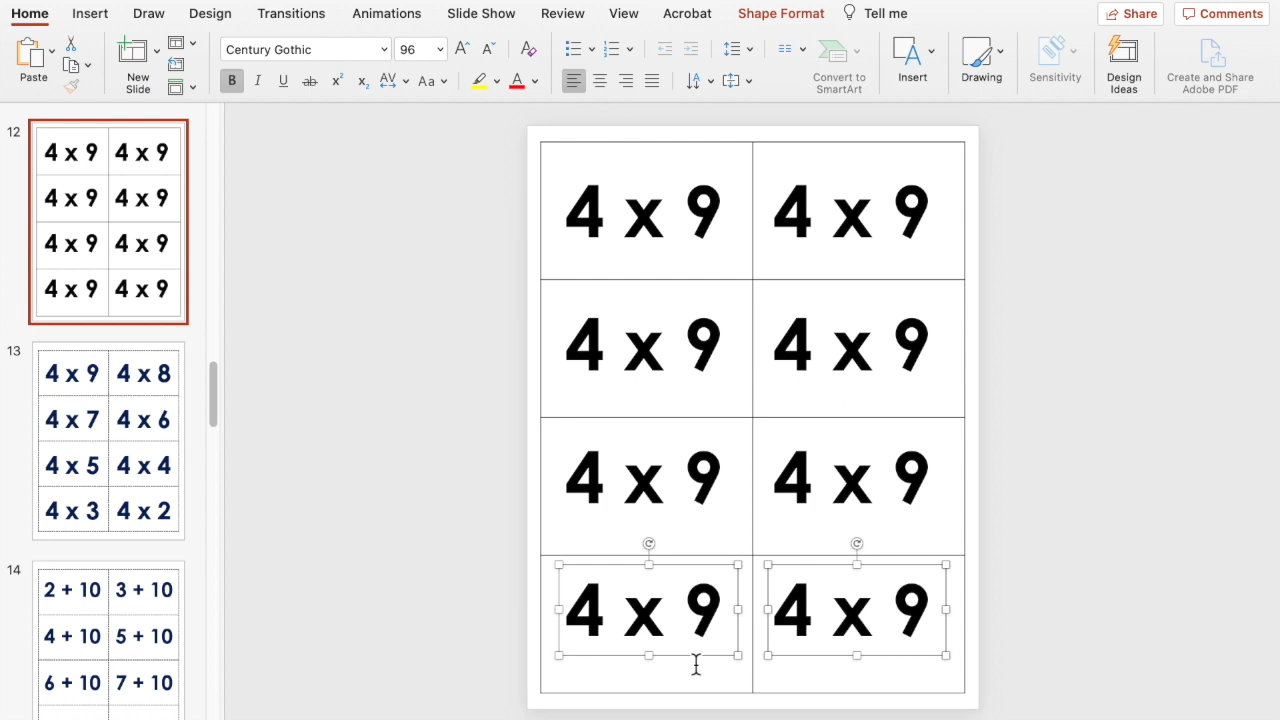 Home Insert Draw Design Transitions Animations Slide Show Review View Acrobat Shape Format Tell me Share Comments
Century Gothic 96
Paste New Slide B I U ab x² x₂ AV Aa A Convert to SmartArt Insert Drawing Sensitivity Design Ideas Create and Share Adobe PDF
12
4 x 9 4 x 9
4 x 9 4 x 9
4 x 9 4 x 9
4 x 9 4 x 9
13
4 x 9 4 x 8
4 x 7 4 x 6
4 x 5 4 x 4
4 x 3 4 x 2
14
2 + 10 3 + 10
4 + 10 5 + 10
6 + 10 7 + 10
4 x 9 4 x 9
4 x 9 4 x 9
4 x 9 4 x 9
4 x 9 4 x 9